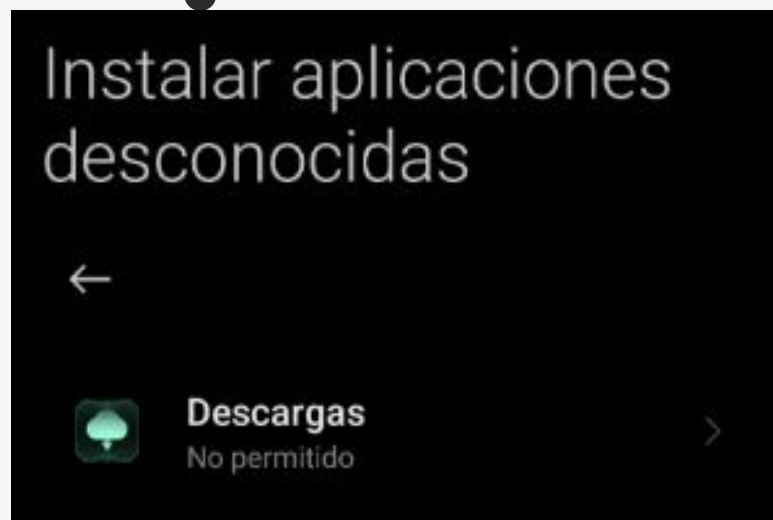 Instalar aplicaciones
desconocidas
Descargas
No permitido